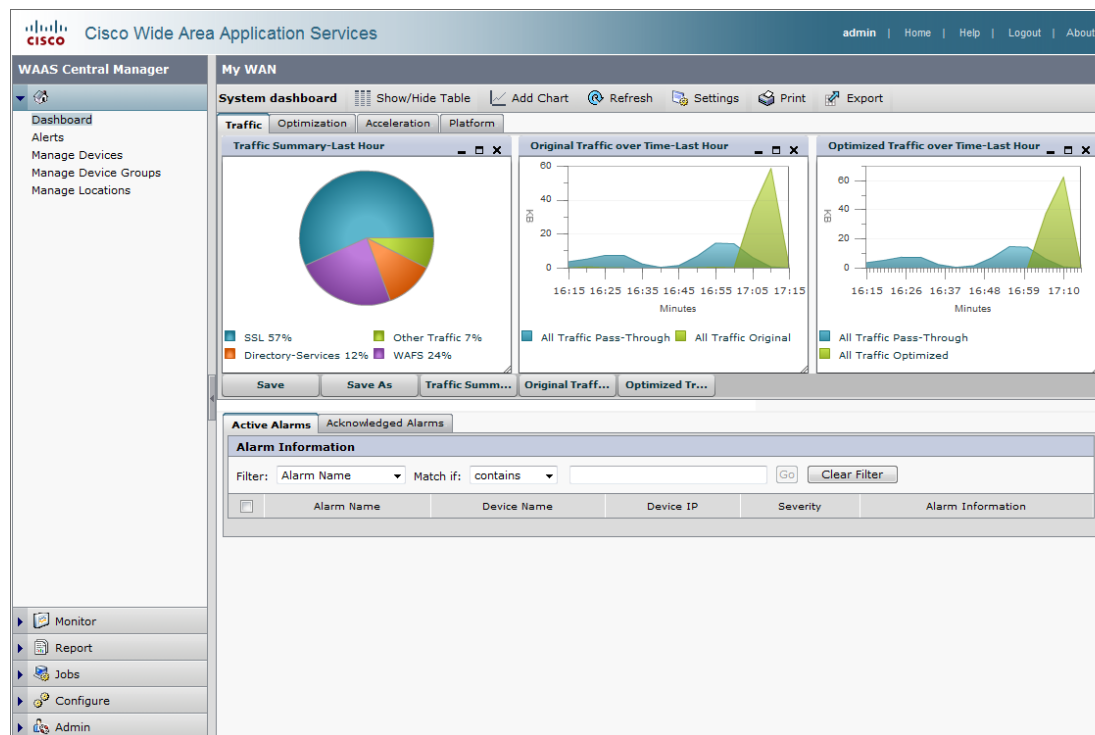 CISCO
Cisco Wide Area Application Services
admin | Home | Help | Logout | About
WAAS Central Manager
Dashboard
Alerts
Manage Devices
Manage Device Groups
Manage Locations
Monitor
Report
Jobs
Configure
Admin
My WAN
System dashboard Show/Hide Table Add Chart Refresh Settings Print Export
Traffic Optimization Acceleration Platform
Traffic Summary-Last Hour
SSL 57% Other Traffic 7%
Directory-Services 12% WAFS 24%
Original Traffic over Time-Last Hour
60
40
20
0
KB
16:15 16:25 16:35 16:45 16:55 17:05 17:15
Minutes
All Traffic Pass-Through All Traffic Original
Optimized Traffic over Time-Last Hour
60
40
20
0
KB
16:15 16:26 16:37 16:48 16:59 17:10
Minutes
All Traffic Pass-Through
All Traffic Optimized
Save Save As Traffic Summ... Original Traff... Optimized Tr...
Active Alarms Acknowledged Alarms
Alarm Information
Filter: Alarm Name Match if: contains Go Clear Filter
Alarm Name Device Name Device IP Severity Alarm Information